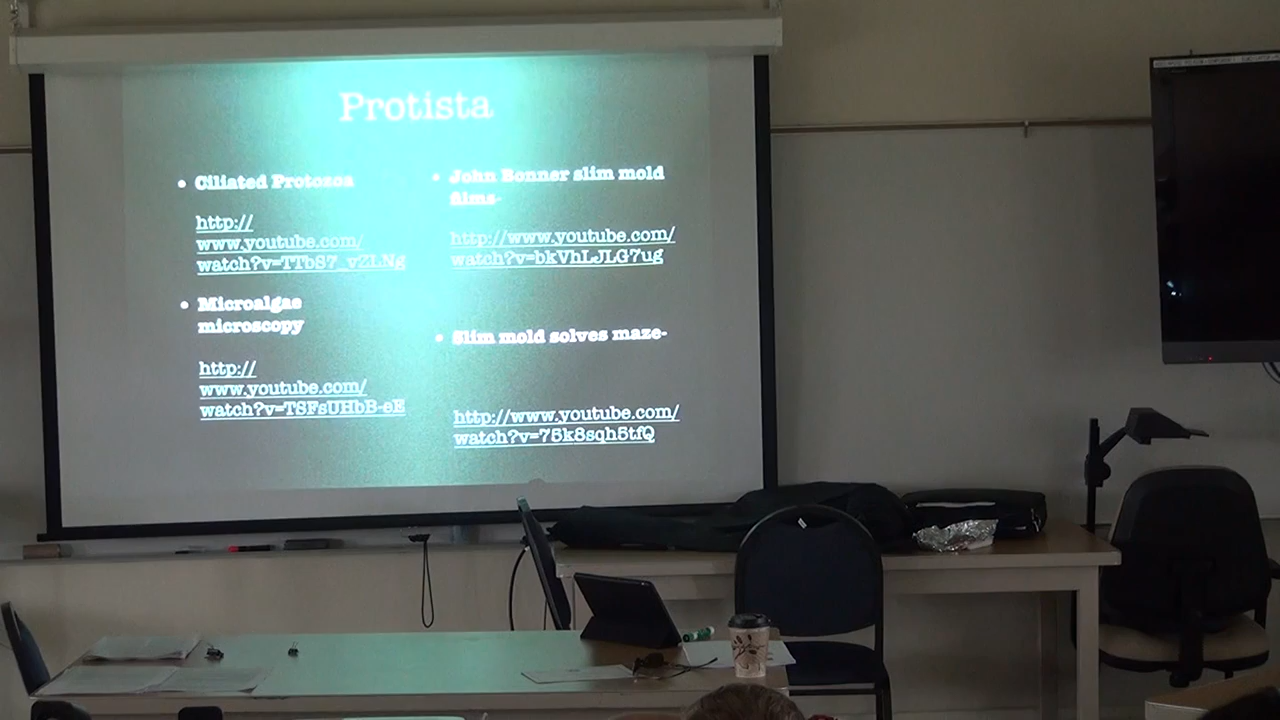 Protista
• Ciliated Protozoa
http://
www.youtube.com/
watch?v=TTbS7_vZLNg
• Microalgae
microscopy
http://
www.youtube.com/
watch?v=TSFsUHbB-eE
• John Bonner slim mold
films-
http://www.youtube.com/
watch?v=bkVhLJLG7ug
• Slim mold solves maze-
http://www.youtube.com/
watch?v=75k8sqh5tfQ